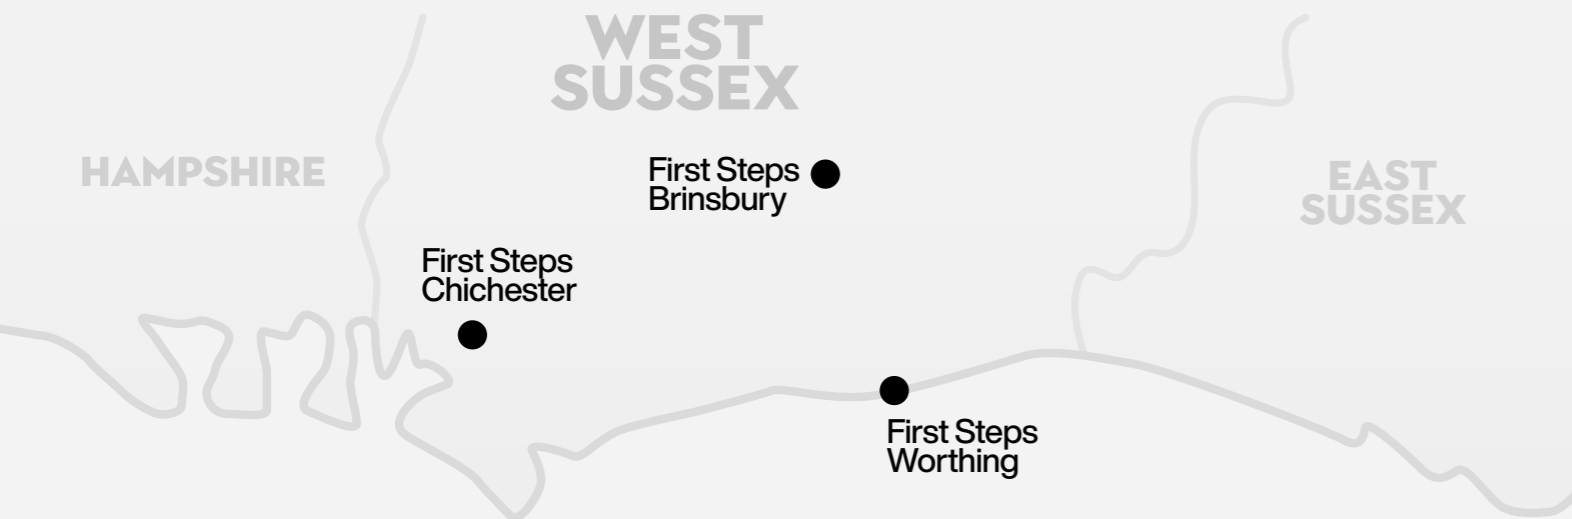 WEST
SUSSEX
HAMPSHIRE
First Steps
Brinsbury
EAST
SUSSEX
First Steps
Chichester
First Steps
Worthing